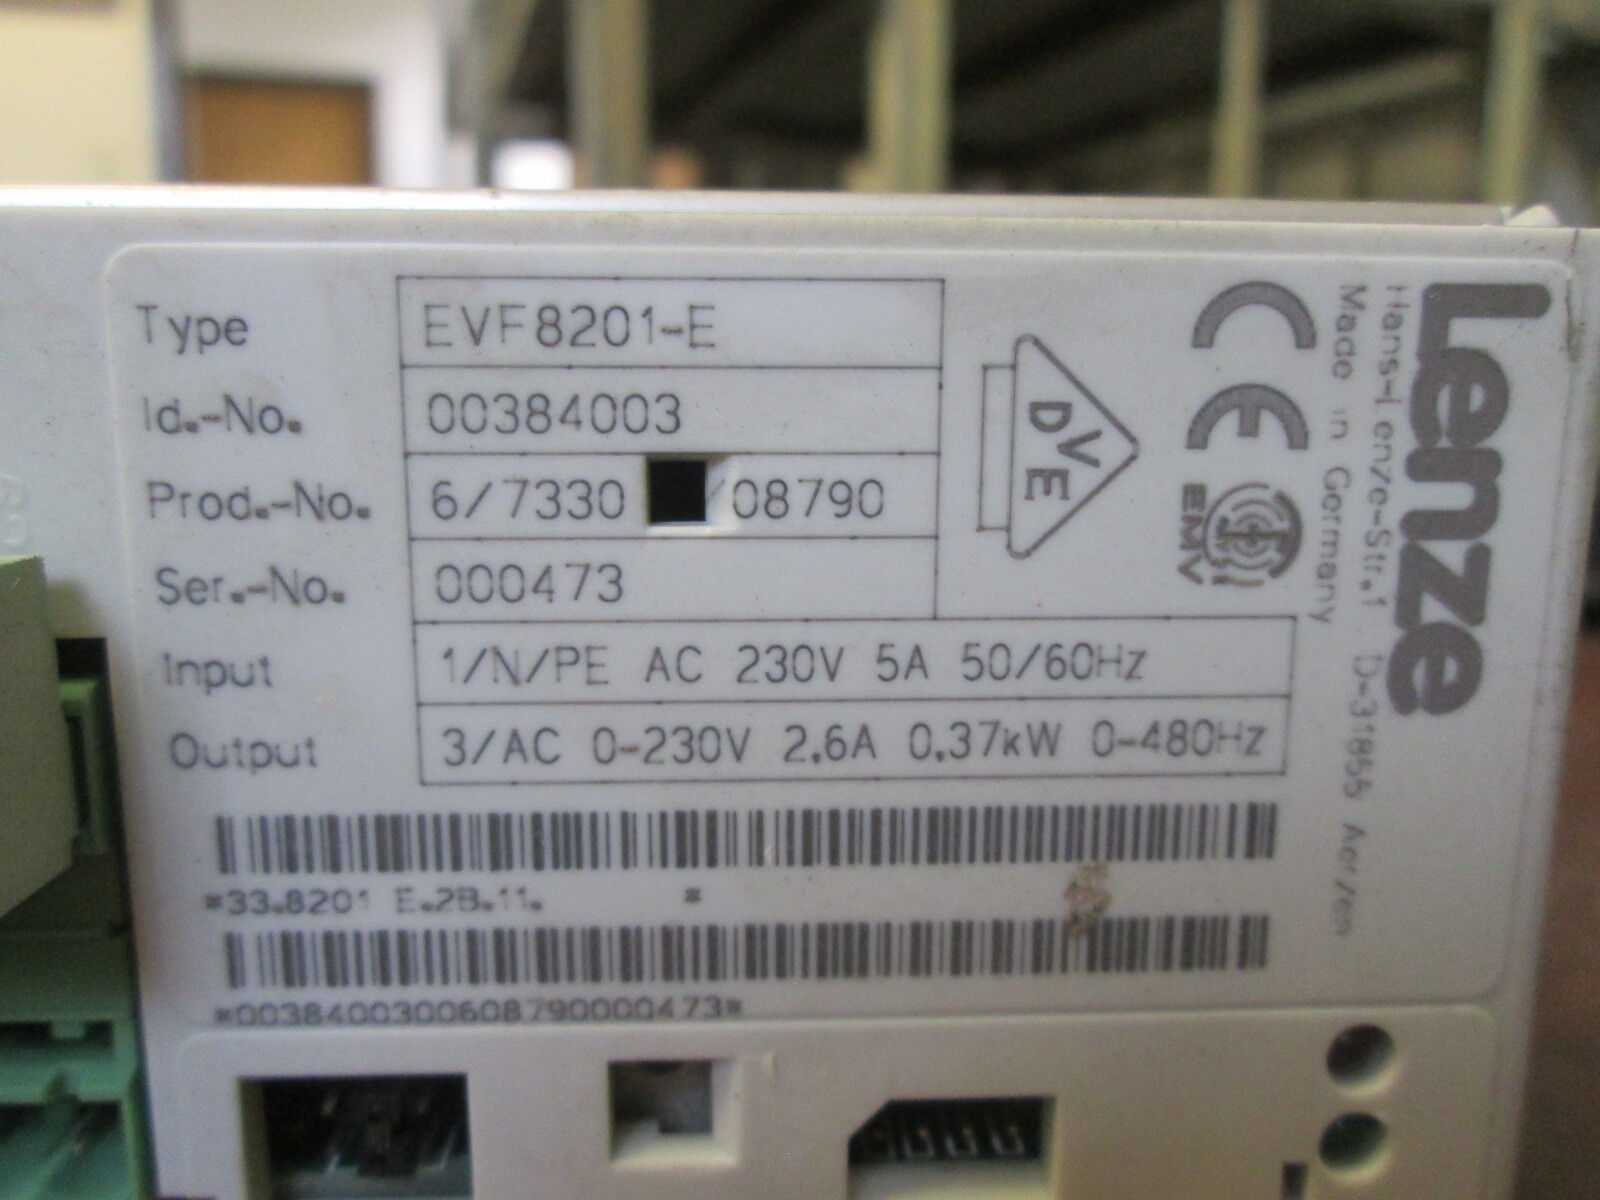 Type EVF8201-E
Id.-No. 00384003
Prod.-No. 6/7330 /08790
Ser.-No. 000473
Input 1/N/PE AC 230V 5A 50/60Hz
Output 3/AC 0-230V 2.6A 0.37kW 0-480Hz
*33.8201 E.2B.11. *
*0038400300608790000473*
DVE
CE
EMV
Lenze
Hans-Lenze-Str.1 D-31855 Aerzen
Made in Germany